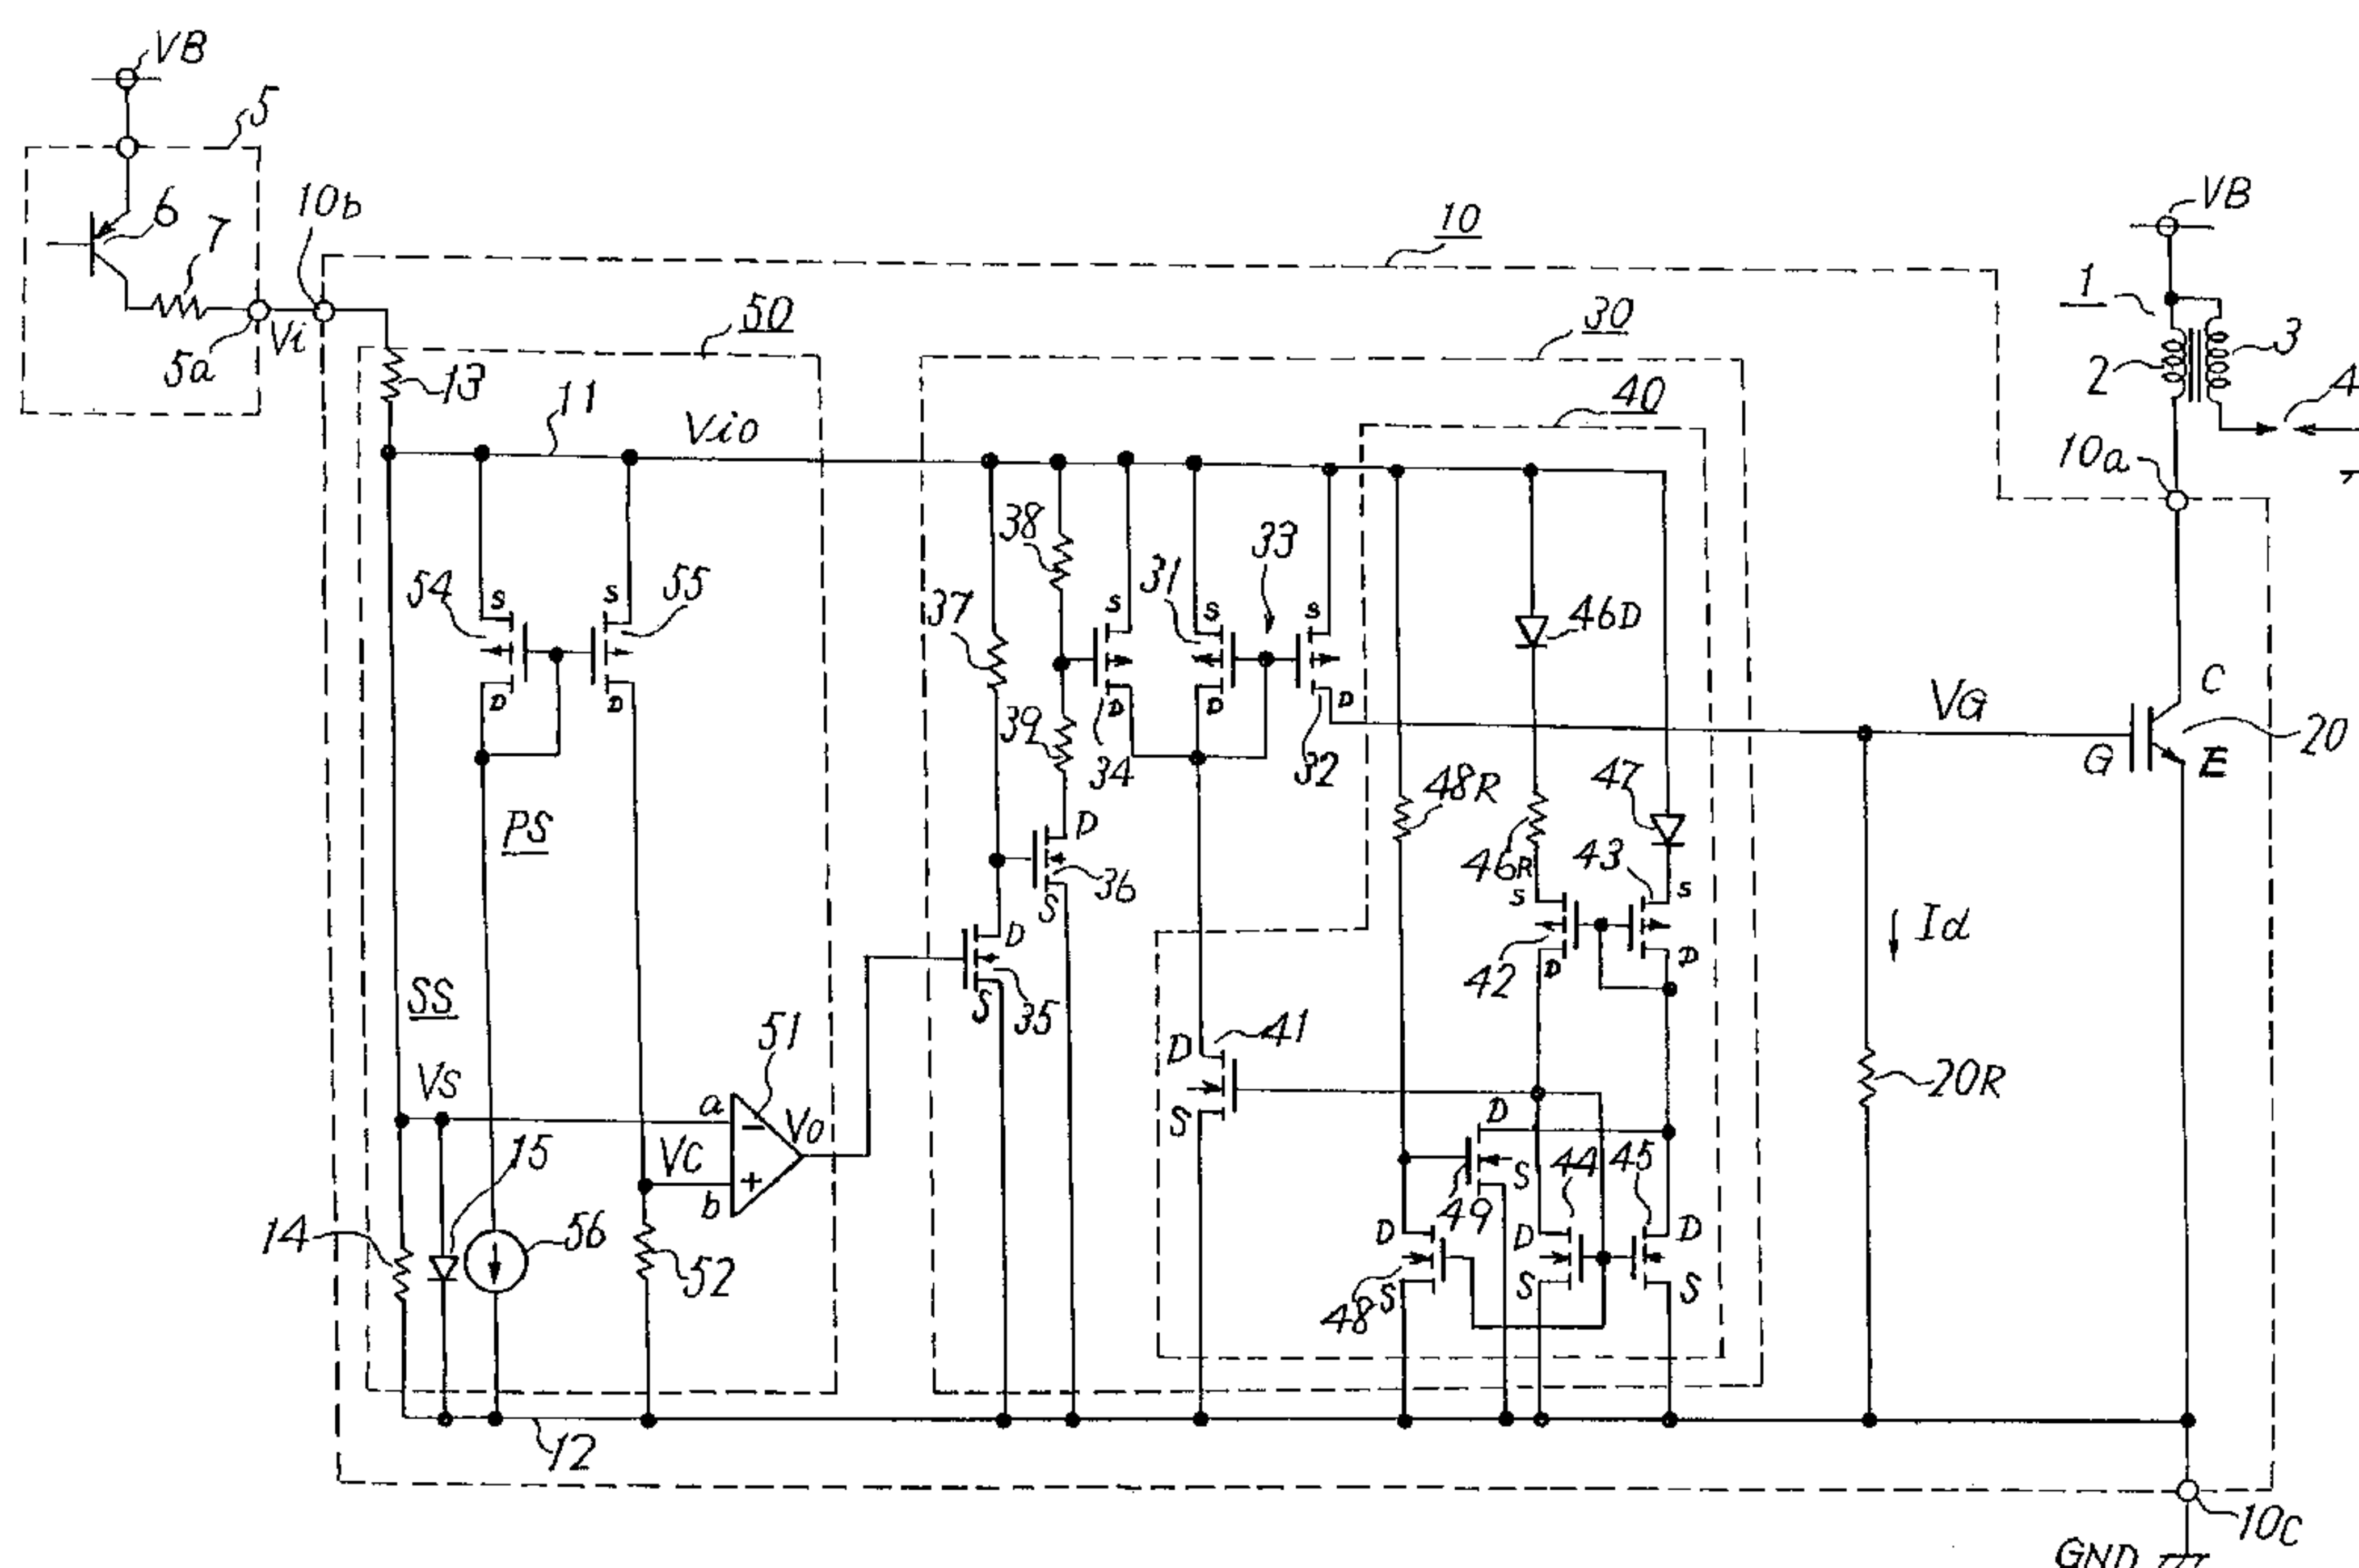 VB
5
6
7
10b
5a
Vi
10
VB
1
2
3
4
10a
50
30
40
13
11
Vio
38
33
31
54
S
55
S
37
S
S
S
46D
D
D
D
D
D
39
34
32
VG
C
20
G
E
48R
47
PS
D
36
S
46R
43
S
S
Id
D
35
S
42
D
D
SS
51
D
41
20R
VS
a
−
Vo
S
D
15
VC
b
+
S
44
45
49
14
56
52
D
D
D
48
S
S
S
12
10c
GND